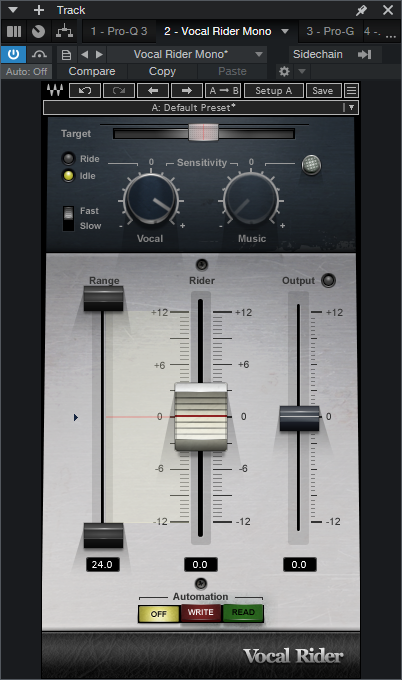 Track
1 - Pro-Q 3 2 - Vocal Rider Mono 3 - Pro-G 4 -..
Vocal Rider Mono* Sidechain
Auto: Off Compare Copy Paste
A → B Setup A Save
A: Default Preset*
Target
Ride 0 Sensitivity 0
Idle
Fast
Slow
- + - +
Vocal Music
Range Rider Output
+12 +12 +12
+6 +6
0 0 0
-6 -6
-12 -12 -12
24.0 0.0 0.0
Automation
OFF WRITE READ
Vocal Rider